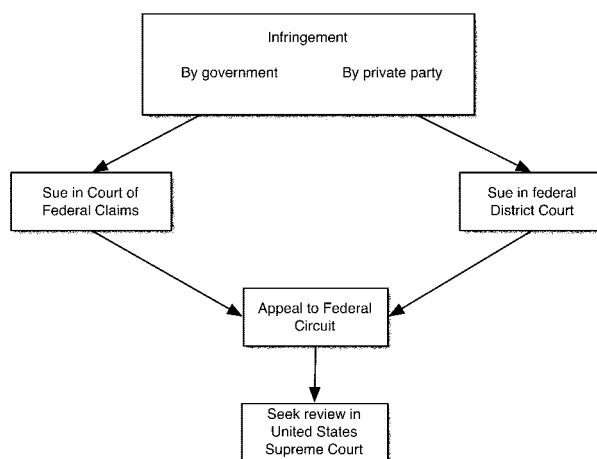 Infringement
By government By private party
Sue in Court of
Federal Claims
Sue in federal
District Court
Appeal to Federal
Circuit
Seek review in
United States
Supreme Court